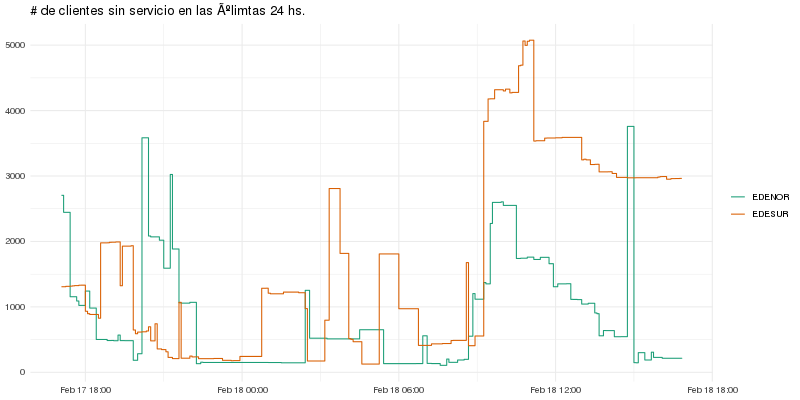 # de clientes sin servicio en las Ãºlimtas 24 hs.
5000
4000
3000
2000
1000
0
Feb 17 18:00
Feb 18 00:00
Feb 18 06:00
Feb 18 12:00
Feb 18 18:00
EDENOR
EDESUR